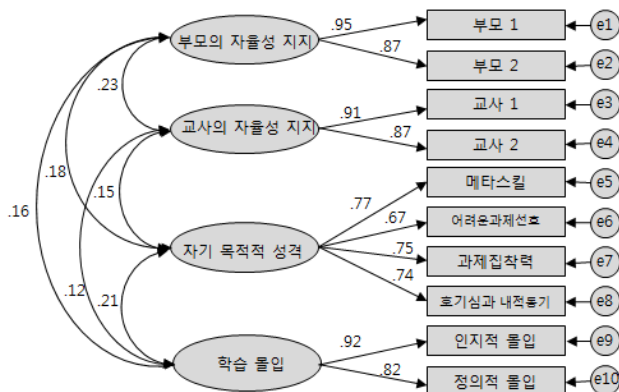 .95
부모 1
e1
부모의 자율성 지지
.87
부모 2
e2
.23
.91
교사 1
e3
교사의 자율성 지지
.87
교사 2
e4
.18
.15
.77
메타스킬
e5
.16
.67
어려운과제선호
e6
자기 목적적 성격
.75
과제집착력
e7
.74
.12
.21
호기심과 내적동기
e8
.92
인지적 몰입
e9
학습 몰입
.82
정의적 몰입
e10